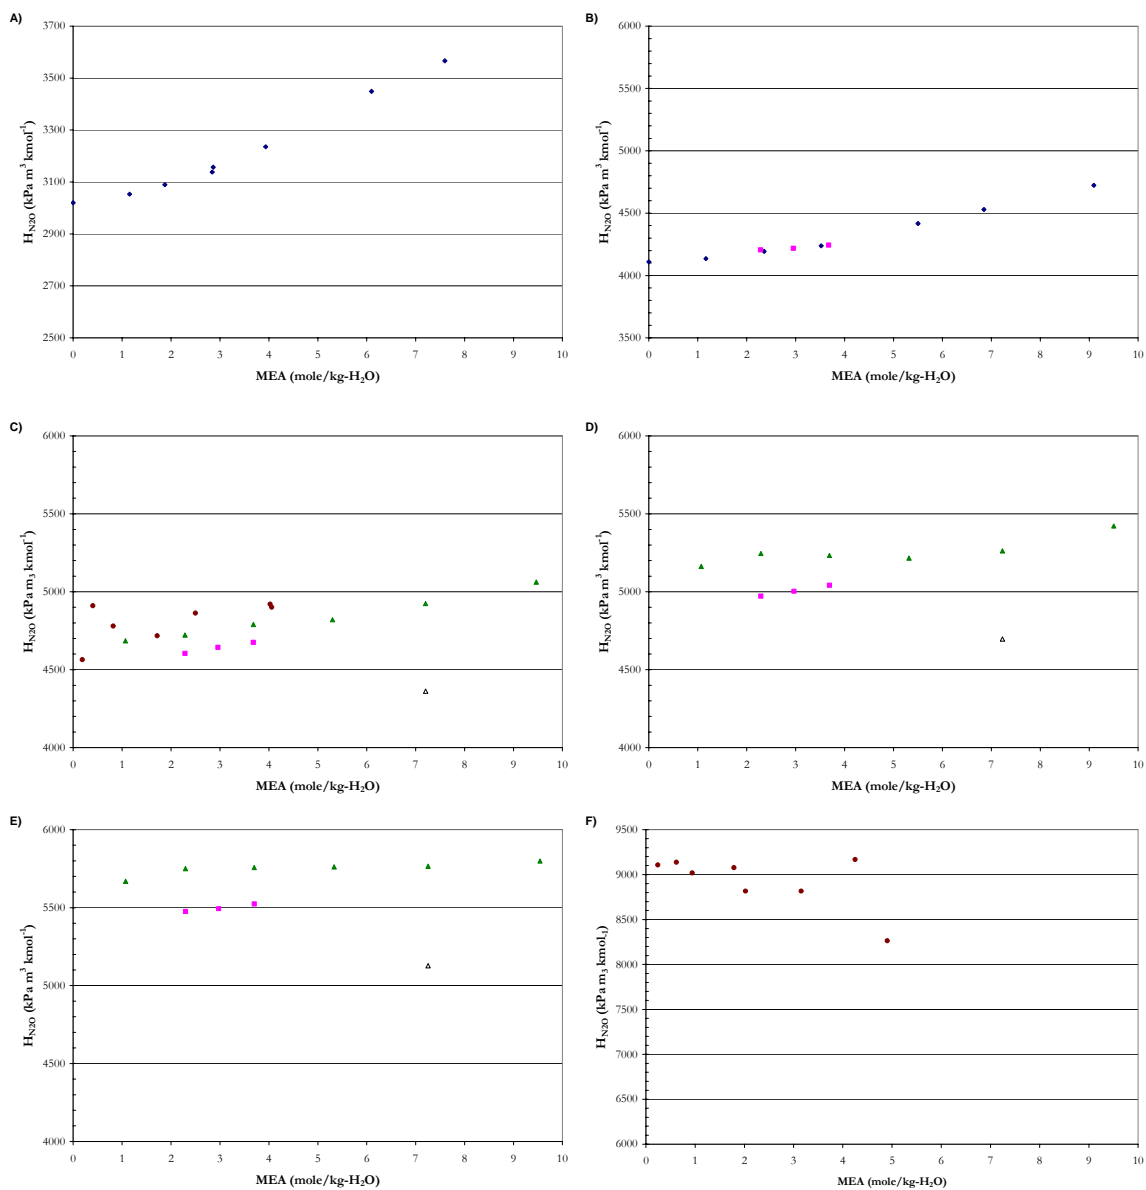 A)
3700
3500
3300
3100
2900
2700
2500
H_N2O (kPa m³ kmol⁻¹)
0 1 2 3 4 5 6 7 8 9 10
MEA (mole/kg-H₂O)
B)
6000
5500
5000
4500
4000
3500
H_N2O (kPa m³ kmol⁻¹)
0 1 2 3 4 5 6 7 8 9 10
MEA (mole/kg-H₂O)
C)
6000
5500
5000
4500
4000
H_N2O (kPa m₃ kmol⁻¹)
0 1 2 3 4 5 6 7 8 9 10
MEA (mole/kg-H₂O)
D)
6000
5500
5000
4500
4000
H_N2O (kPa m³ kmol⁻¹)
0 1 2 3 4 5 6 7 8 9 10
MEA (mole/kg-H₂O)
E)
6000
5500
5000
4500
4000
H_N2O (kPa m³ kmol⁻¹)
0 1 2 3 4 5 6 7 8 9 10
MEA (mole/kg-H₂O)
F)
9500
9000
8500
8000
7500
7000
6500
6000
H_N2O (kPa m₃ kmol₋₁)
0 1 2 3 4 5 6 7 8 9 10
MEA (mole/kg-H₂O)